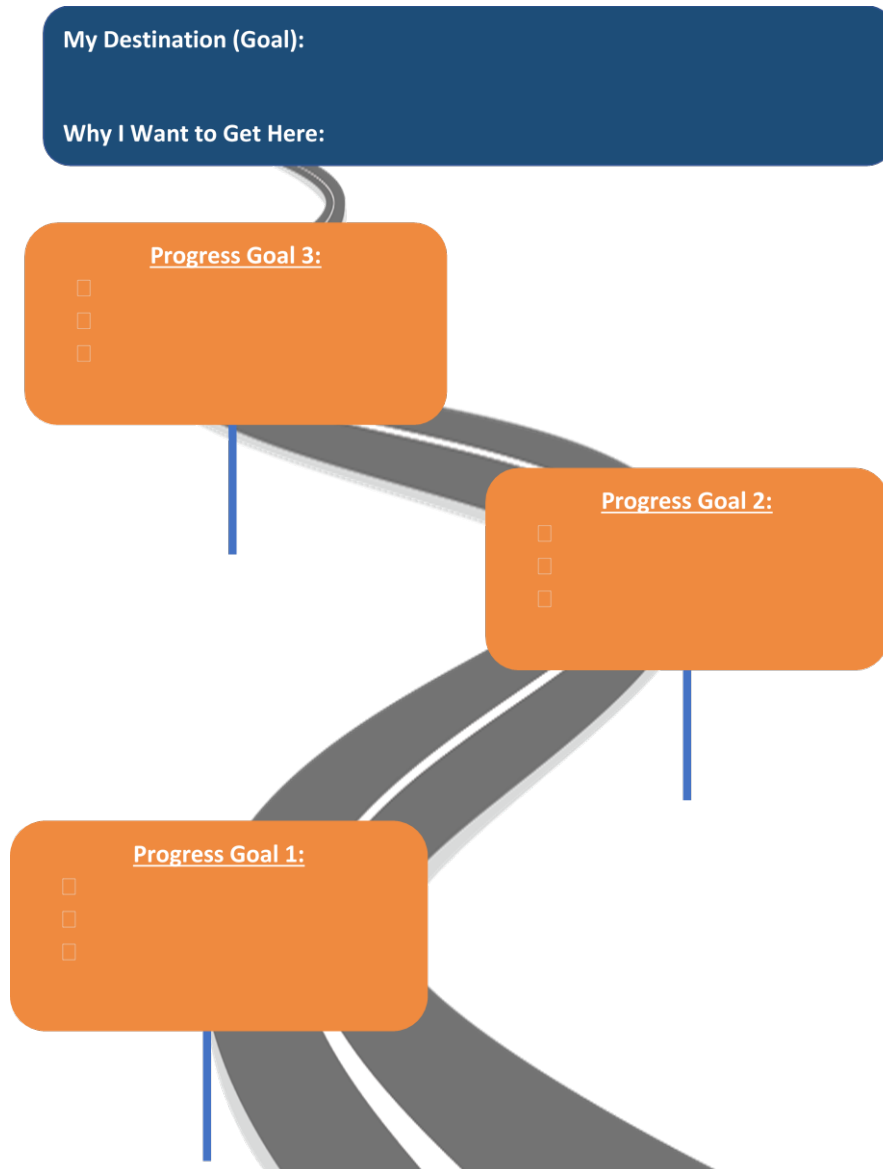 My Destination (Goal):
Why I Want to Get Here:
Progress Goal 3:
Progress Goal 2:
Progress Goal 1: